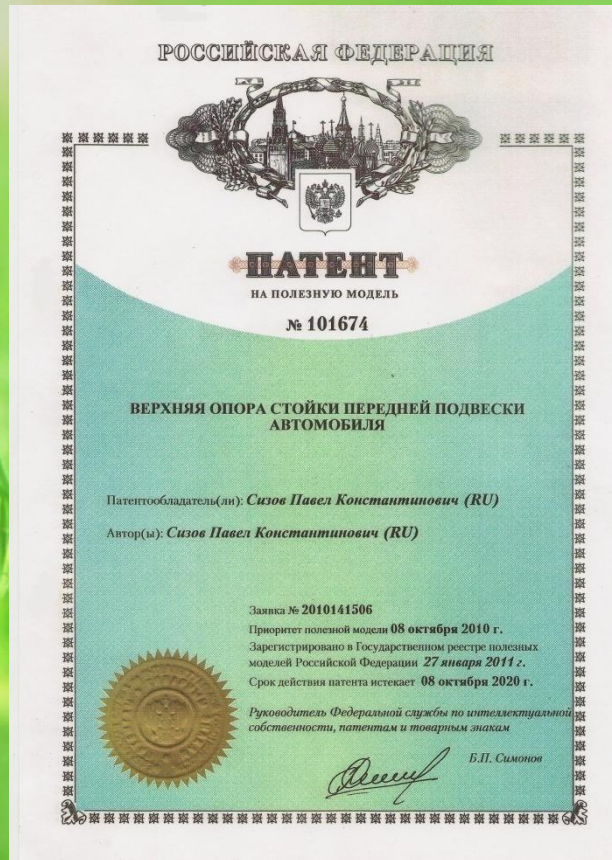 РОССИЙСКАЯ ФЕДЕРАЦИЯ
ПАТЕНТ
НА ПОЛЕЗНУЮ МОДЕЛЬ
№ 101674
ВЕРХНЯЯ ОПОРА СТОЙКИ ПЕРЕДНЕЙ ПОДВЕСКИ
АВТОМОБИЛЯ
Патентообладатель(ли): Сизов Павел Константинович (RU)
Автор(ы): Сизов Павел Константинович (RU)
Заявка № 2010141506
Приоритет полезной модели 08 октября 2010 г.
Зарегистрировано в Государственном реестре полезных
моделей Российской Федерации 27 января 2011 г.
Срок действия патента истекает 08 октября 2020 г.
Руководитель Федеральной службы по интеллектуальной
собственности, патентам и товарным знакам
Б.П. Симонов